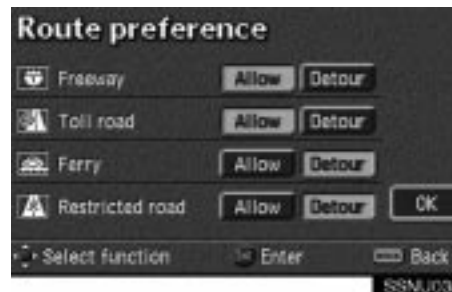 Route preference
Freeway Allow Detour
Toll road Allow Detour
Ferry Allow Detour
Restricted road Allow Detour OK
Select function Enter Back
SSNU03